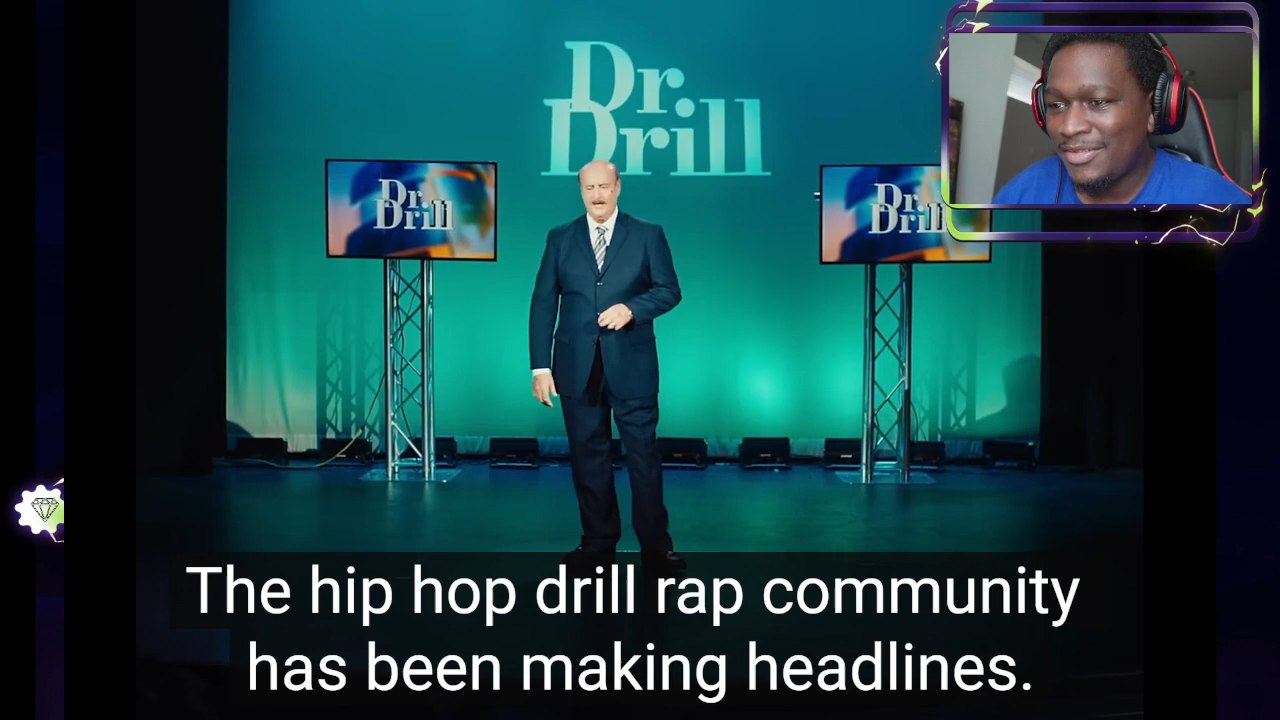 Dr.
Drill
Dr.
Drill
Dr.
Drill
The hip hop drill rap community
has been making headlines.